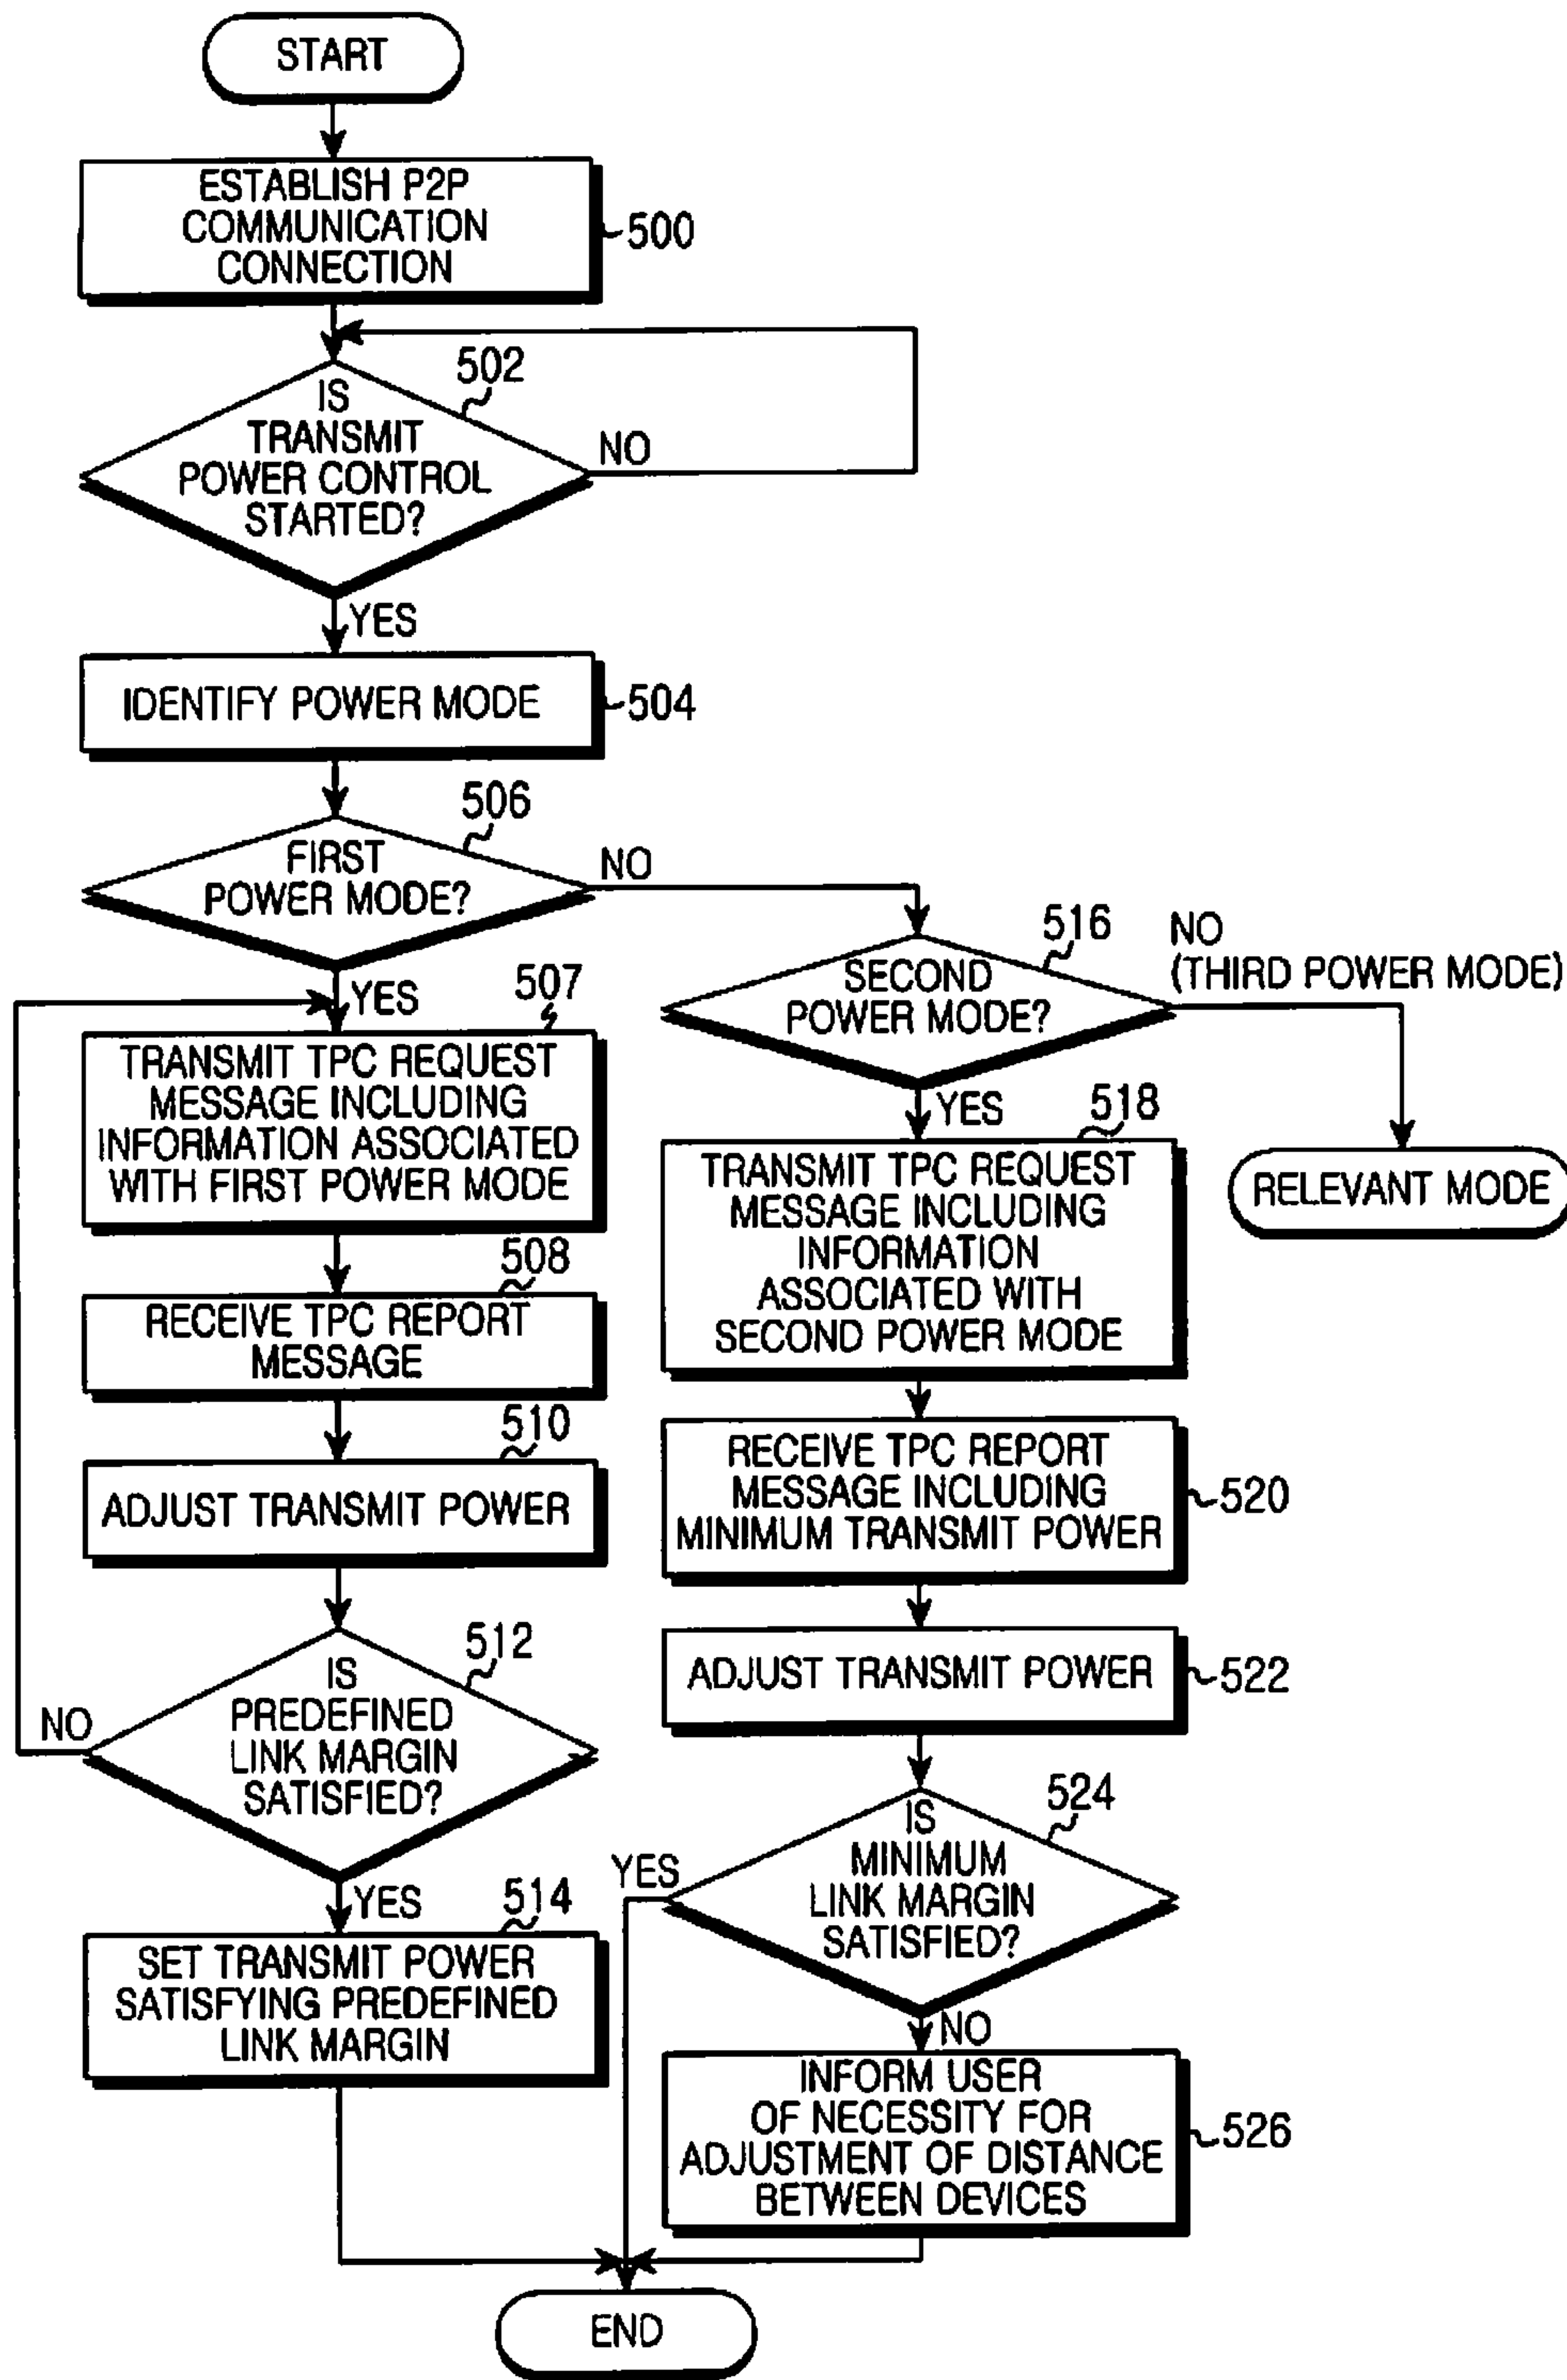 START
ESTABLISH P2P
COMMUNICATION
CONNECTION
500
502
IS
TRANSMIT
POWER CONTROL
STARTED?
NO
YES
IDENTIFY POWER MODE
504
506
FIRST
POWER MODE?
NO
YES
507
TRANSMIT TPC REQUEST
MESSAGE INCLUDING
INFORMATION ASSOCIATED
WITH FIRST POWER MODE
508
RECEIVE TPC REPORT
MESSAGE
510
ADJUST TRANSMIT POWER
512
IS
PREDEFINED
LINK MARGIN
SATISFIED?
NO
YES
514
SET TRANSMIT POWER
SATISFYING PREDEFINED
LINK MARGIN
516
SECOND
POWER MODE?
NO
(THIRD POWER MODE)
RELEVANT MODE
YES
518
TRANSMIT TPC REQUEST
MESSAGE INCLUDING
INFORMATION
ASSOCIATED WITH
SECOND POWER MODE
RECEIVE TPC REPORT
MESSAGE INCLUDING
MINIMUM TRANSMIT POWER
520
ADJUST TRANSMIT POWER
522
524
IS
MINIMUM
LINK MARGIN
SATISFIED?
YES
NO
INFORM USER
OF NECESSITY FOR
ADJUSTMENT OF DISTANCE
BETWEEN DEVICES
526
END